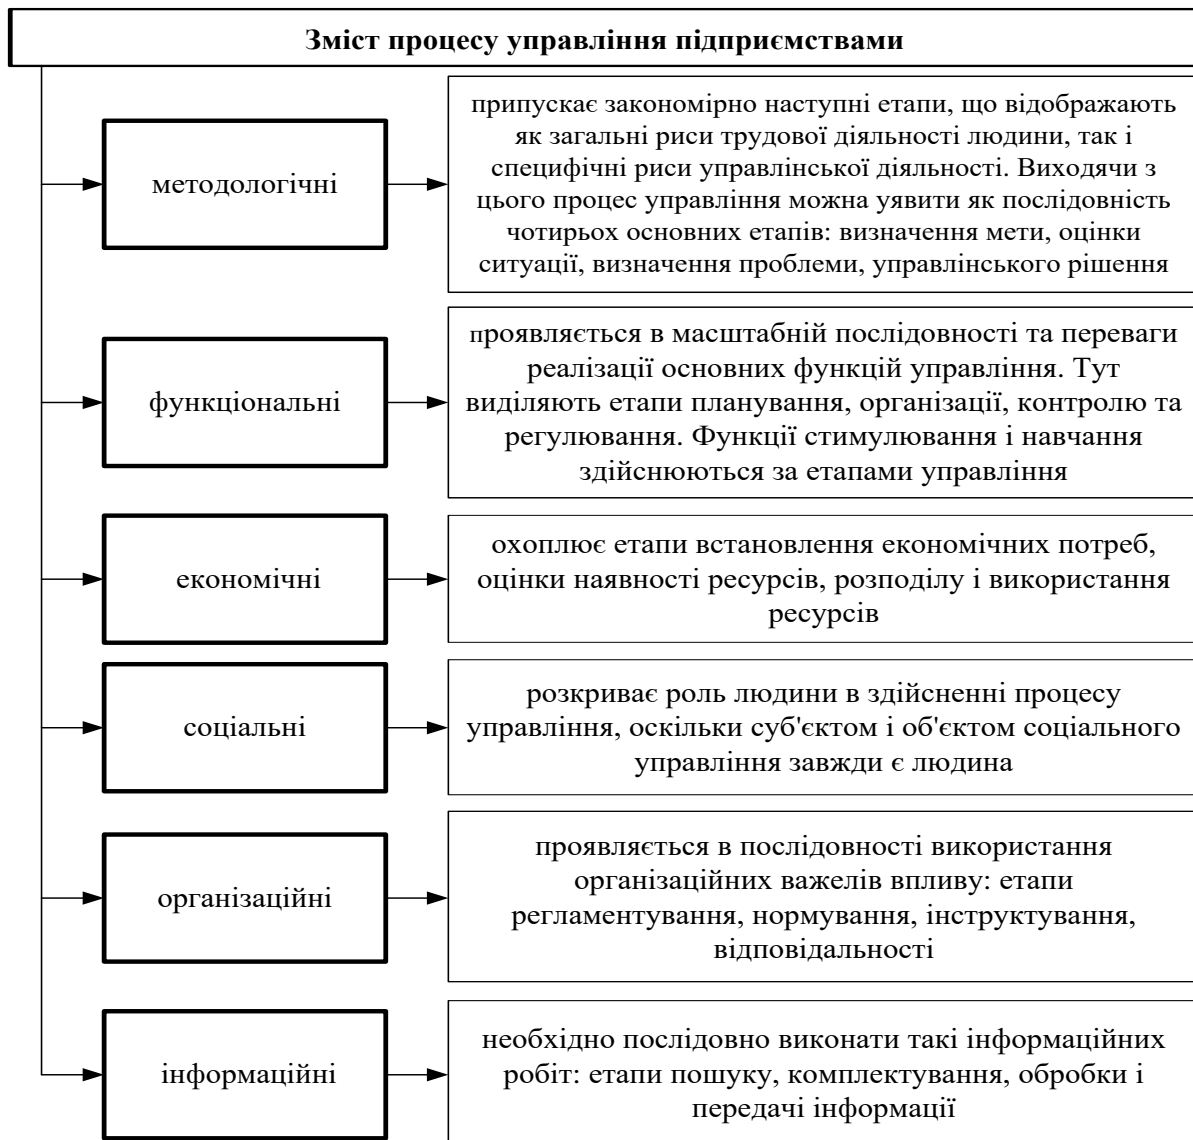 Зміст процесу управління підприємствами
методологічні
припускає закономірно наступні етапи, що відображають
як загальні риси трудової діяльності людини, так і
специфічні риси управлінської діяльності. Виходячи з
цього процес управління можна уявити як послідовність
чотирьох основних етапів: визначення мети, оцінки
ситуації, визначення проблеми, управлінського рішення
функціональні
проявляється в масштабній послідовності та переваги
реалізації основних функцій управління. Тут
виділяють етапи планування, організації, контролю та
регулювання. Функції стимулювання і навчання
здійснюються за етапами управління
економічні
охоплює етапи встановлення економічних потреб,
оцінки наявності ресурсів, розподілу і використання
ресурсів
соціальні
розкриває роль людини в здійсненні процесу
управління, оскільки суб'єктом і об'єктом соціального
управління завжди є людина
організаційні
проявляється в послідовності використання
організаційних важелів впливу: етапи
регламентування, нормування, інструктування,
відповідальності
інформаційні
необхідно послідовно виконати такі інформаційних
робіт: етапи пошуку, комплектування, обробки і
передачі інформації